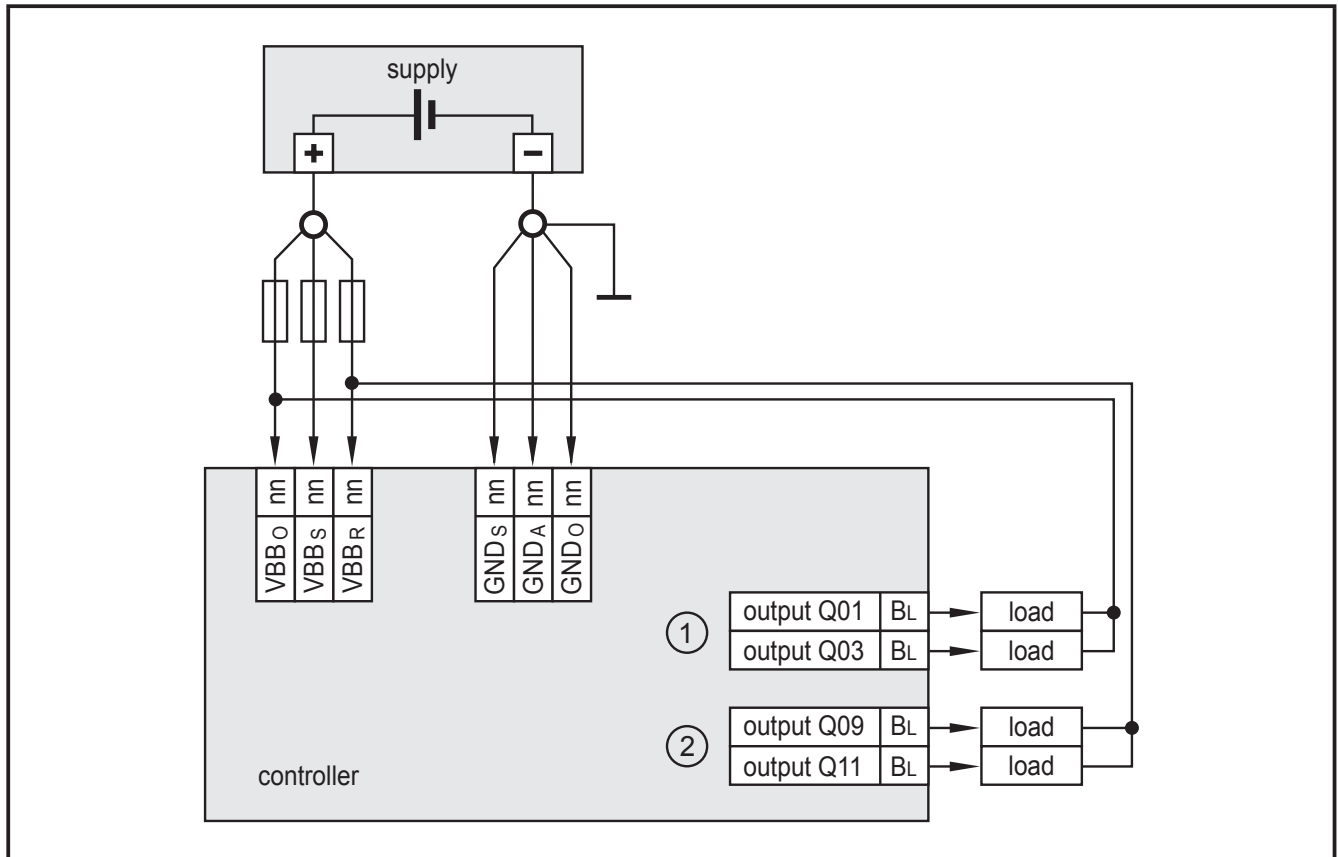 supply
+ −
nn nn nn nn nn nn
VBBO VBBS VBBR GNDS GNDA GNDO
1
output Q01 BL load
output Q03 BL load
2
output Q09 BL load
output Q11 BL load
controller